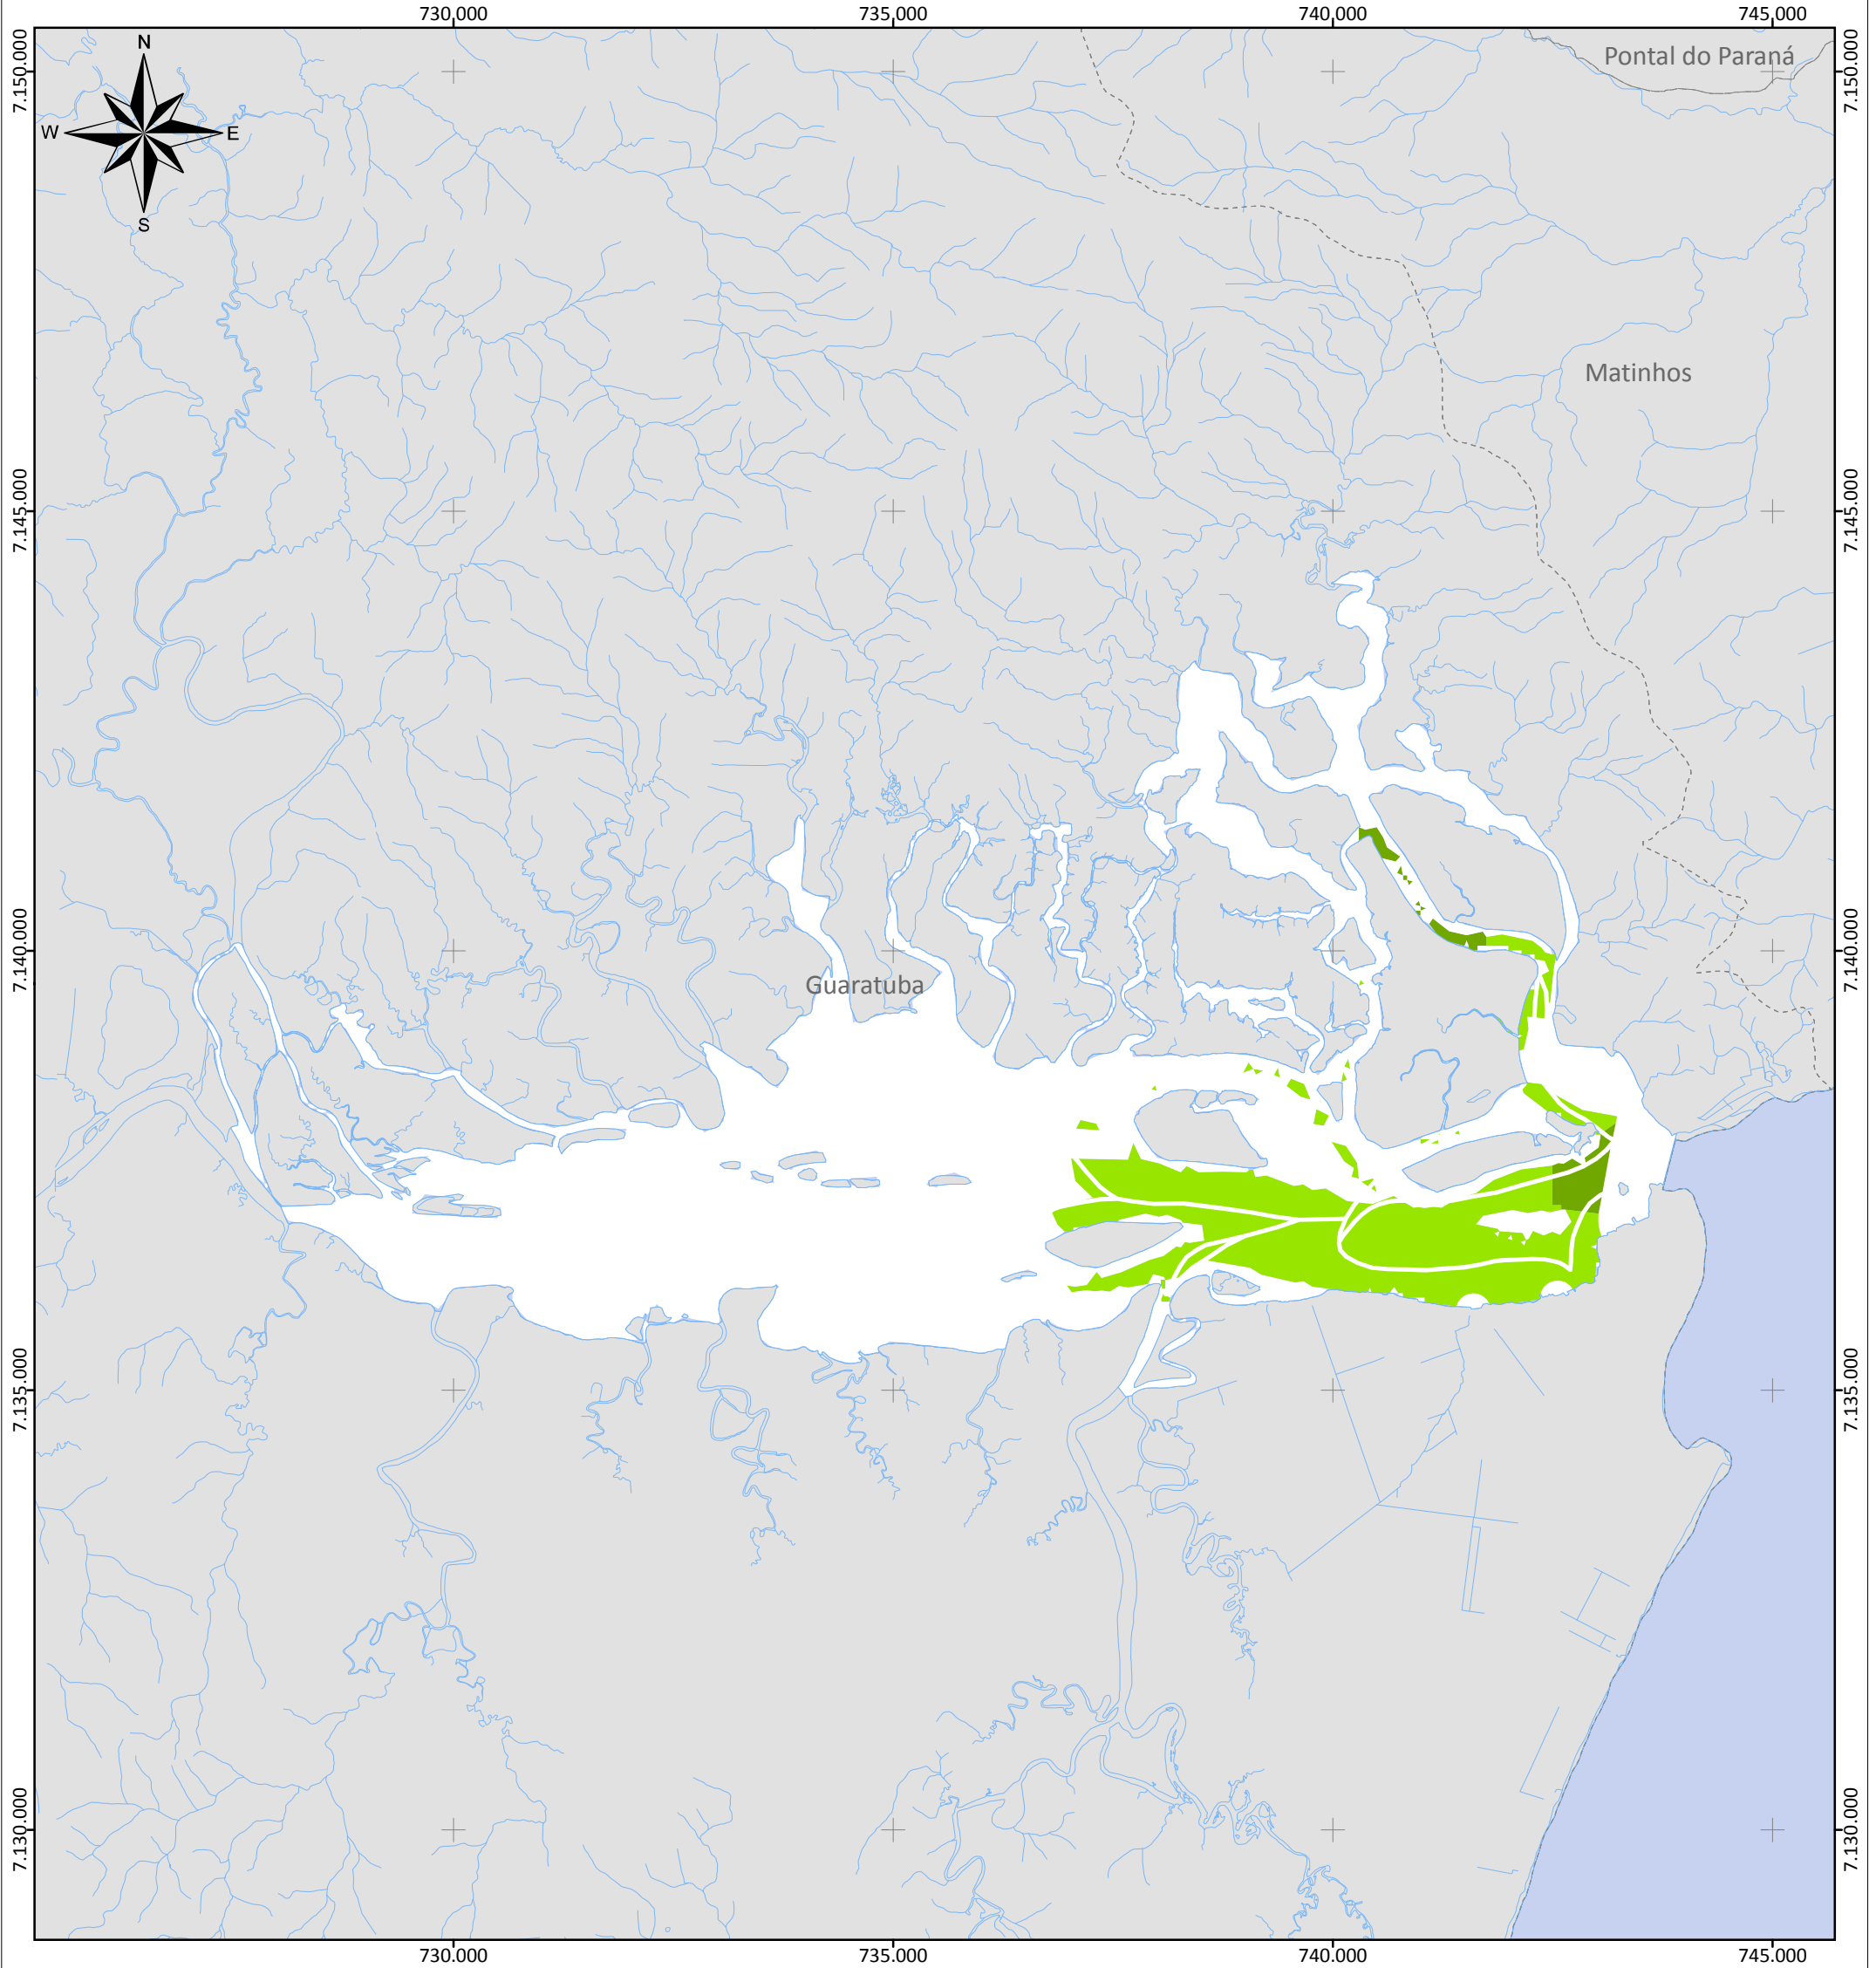 730.000 735.000 740.000 745.000
N
W E
S
Pontal do Paraná
7.150.000 7.150.000
Matinhos
7.145.000 7.145.000
7.140.000 7.140.000
Guaratuba
7.135.000 7.135.000
7.130.000 7.130.000
730.000 735.000 740.000 745.000